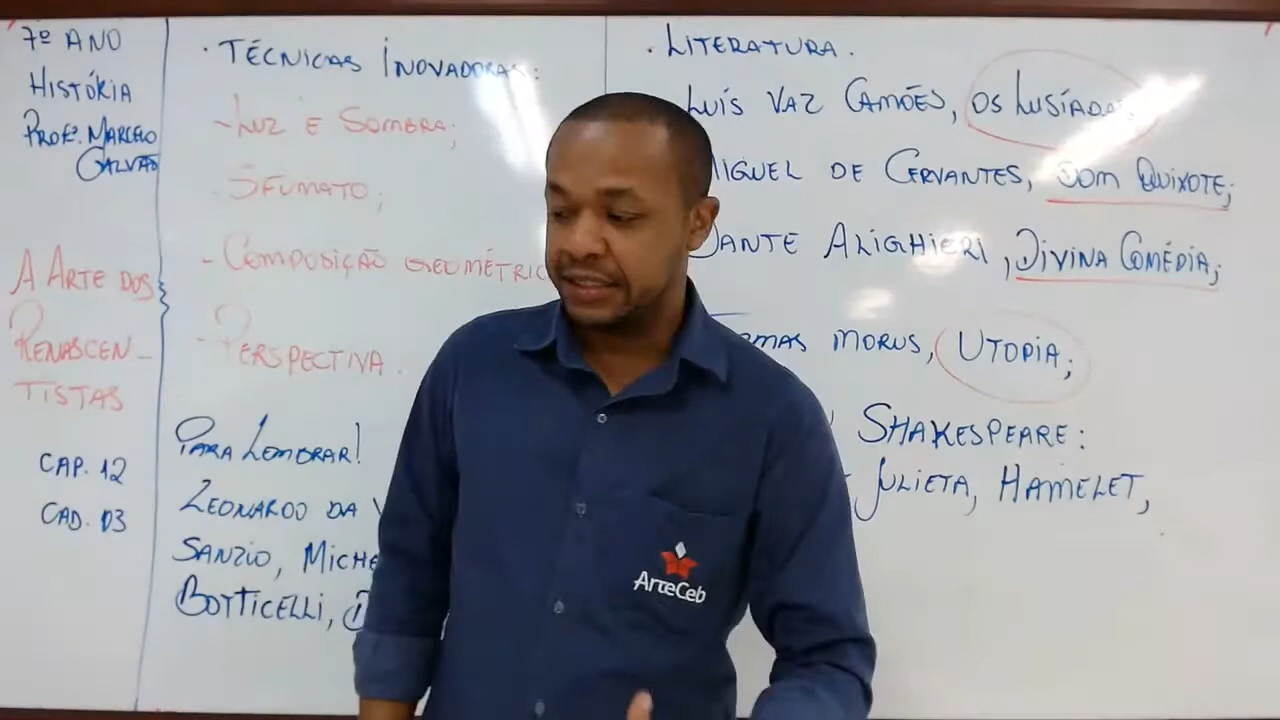 7º ANO
HISTÓRIA
PROFº. MARCELO
GALVÃO
A ARTE DOS
RENASCEN-
TISTAS
CAP. 12
CAD. 03
· TÉCNICAS INOVADORAS:
- LUZ E SOMBRA;
- SFUMATO;
- COMPOSIÇÃO GEOMÉTRIC
- PERSPECTIVA.
PARA LEMBRAR!
LEONARDO DA V
SANZIO, MICHE
BOTTICELLI,
· LITERATURA.
LUÍS VAZ CAMÕES, OS LUSÍADAS;
MIGUEL DE CERVANTES, DOM QUIXOTE;
DANTE ALIGHIERI, DIVINA COMÉDIA;
MORUS, UTOPIA;
SHAKESPEARE:
JULIETA, HAMELET,
ArteCeb